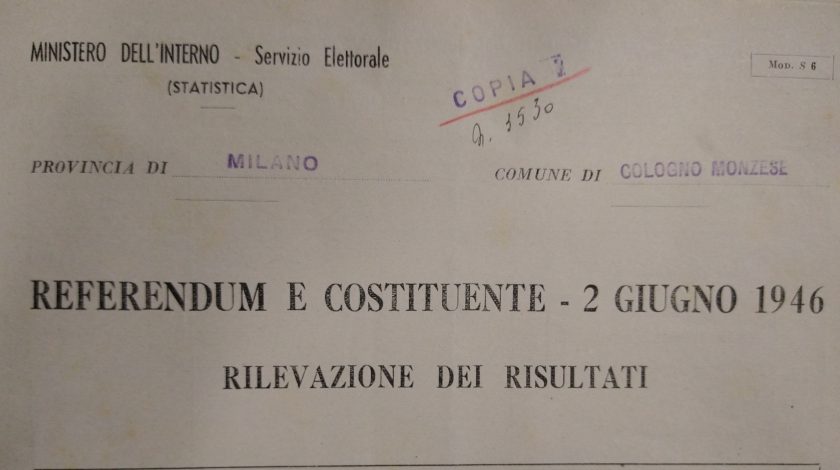 MINISTERO DELL'INTERNO - Servizio Elettorale
(STATISTICA)
Mod. S 6
COPIA
n. 1530
PROVINCIA DI MILANO
COMUNE DI COLOGNO MONZESE
REFERENDUM E COSTITUENTE - 2 GIUGNO 1946
RILEVAZIONE DEI RISULTATI